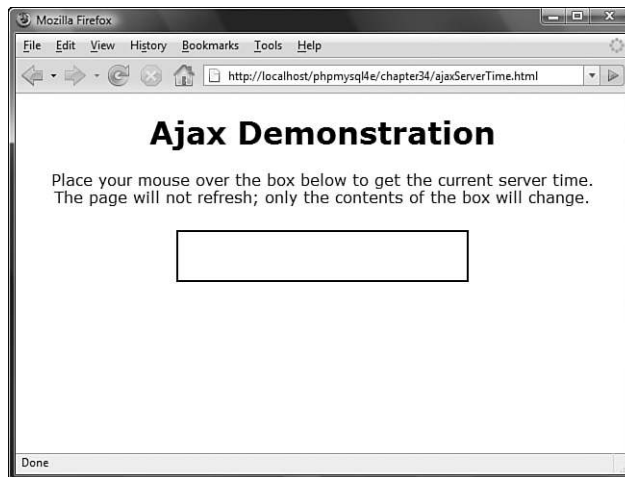 Mozilla Firefox
File Edit View History Bookmarks Tools Help
http://localhost/phpmysql4e/chapter34/ajaxServerTime.html
Ajax Demonstration
Place your mouse over the box below to get the current server time.
The page will not refresh; only the contents of the box will change.
Done